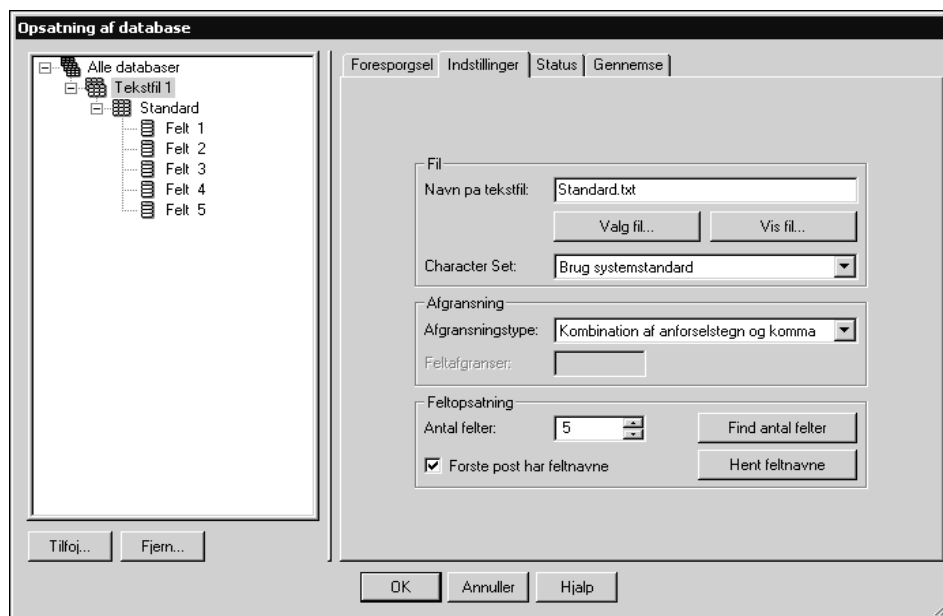 Opsatning af database
Alle databaser
Tekstfil 1
Standard
Felt 1
Felt 2
Felt 3
Felt 4
Felt 5
Tilfoj...
Fjern...
Foresporgsel
Indstillinger
Status
Gennemse
Fil
Navn pa tekstfil:
Standard.txt
Valg fil...
Vis fil...
Character Set:
Brug systemstandard
Afgransning
Afgransningstype:
Kombination af anforselstegn og komma
Feltafgranser:
Feltopsatning
Antal felter:
5
Find antal felter
Forste post har feltnavne
Hent feltnavne
OK
Annuller
Hjalp